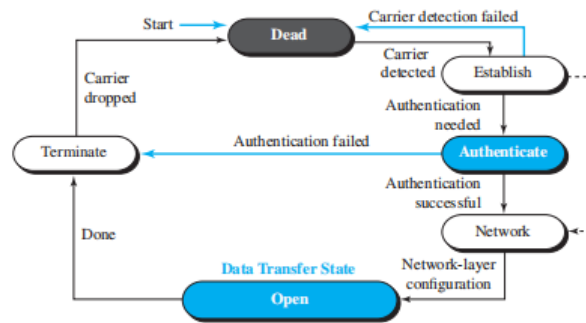 Carrier detection failed
Start
Dead
Carrier
detected
Establish
Carrier
dropped
Authentication
needed
Terminate
Authentication failed
Authenticate
Authentication
successful
Network
Done
Network-layer
configuration
Data Transfer State
Open